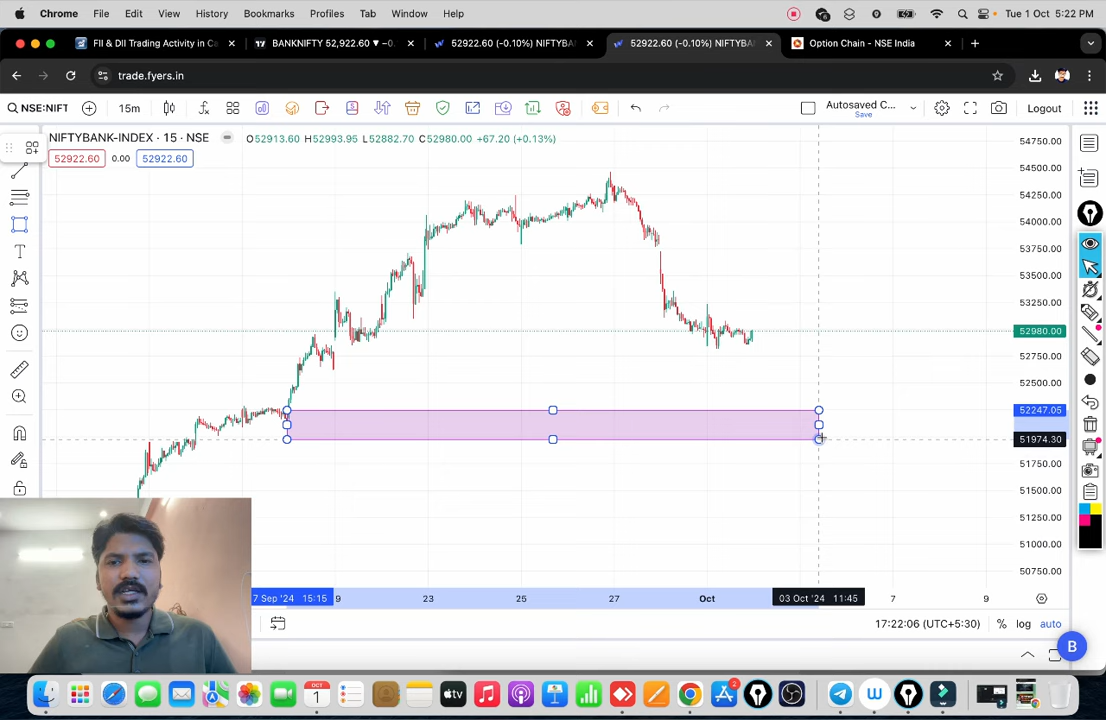 Chrome File Edit View History Bookmarks Profiles Tab Window Help Tue 1 Oct 5:22 PM
FII & DII Trading Activity in Ca BANKNIFTY 52,922.60 ▼ −0. 52922.60 (-0.10%) NIFTYBA 52922.60 (-0.10%) NIFTYBA Option Chain - NSE India
trade.fyers.in
NSE:NIFT 15m Autosaved C... Logout
Save
NIFTYBANK-INDEX · 15 · NSE O52913.60 H52993.95 L52882.70 C52980.00 +67.20 (+0.13%)
52922.60 0.00 52922.60
54750.00
54500.00
54250.00
54000.00
53750.00
53500.00
53250.00
52980.00
52750.00
52500.00
52247.05
51974.30
51750.00
51500.00
51250.00
51000.00
50750.00
7 Sep '24 15:15 9 23 25 27 Oct 03 Oct '24 11:45 7 9
17:22:06 (UTC+5:30) % log auto
B
OCT
1
tv
2
w